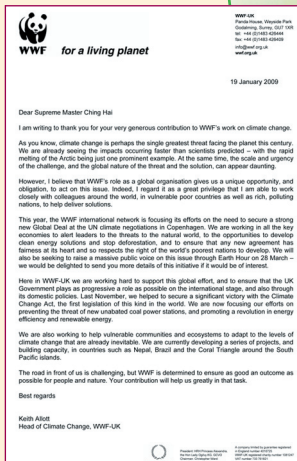 WWF-UK
Panda House, Weyside Park
Godalming, Surrey, GU7 1XR
tel: +44 (0)1483 426444
fax: +44 (0)1483 426409
info@wwf.org.uk
wwf.org.uk
WWF
for a living planet
19 January 2009
Dear Supreme Master Ching Hai
I am writing to thank you for your very generous contribution to WWF's work on climate change.
As you know, climate change is perhaps the single greatest threat facing the planet this century.
We are already seeing the impacts occurring faster than scientists predicted – with the rapid
melting of the Arctic being just one prominent example. At the same time, the scale and urgency
of the challenge, and the global nature of the threat and the solution, can appear daunting.
However, I believe that WWF's role as a global organisation gives us a unique opportunity, and
obligation, to act on this issue. Indeed, I regard it as a great privilege that I am able to work
closely with colleagues around the world, in vulnerable poor countries as well as rich, polluting
nations, to help deliver solutions.
This year, the WWF international network is focusing its efforts on the need to secure a strong
new Global Deal at the UN climate negotiations in Copenhagen. We are working in all the key
economies to alert leaders to the threats to the natural world, to the opportunities to develop
clean energy solutions and stop deforestation, and to ensure that any new agreement has
fairness at its heart and so respects the right of the world's poorest nations to develop. We will
also be seeking to raise a massive public voice on this issue through Earth Hour on 28 March –
we would be delighted to send you more details of this initiative if it would be of interest.
Here in WWF-UK we are working hard to support this global effort, and to ensure that the UK
Government plays as progressive a role as possible on the international stage, and also through
its domestic policies. Last November, we helped to secure a significant victory with the Climate
Change Act, the first legislation of this kind in the world. We are now focusing our efforts on
preventing the threat of new unabated coal power stations, and promoting a revolution in energy
efficiency and renewable energy.
We are also working to help vulnerable communities and ecosystems to adapt to the levels of
climate change that are already inevitable. We are currently developing a series of projects, and
building capacity, in countries such as Nepal, Brazil and the Coral Triangle around the South
Pacific islands.
The road in front of us is challenging, but WWF is determined to ensure as good an outcome as
possible for people and nature. Your contribution will help us greatly in that task.
Best regards
Keith Allott
Head of Climate Change, WWF-UK